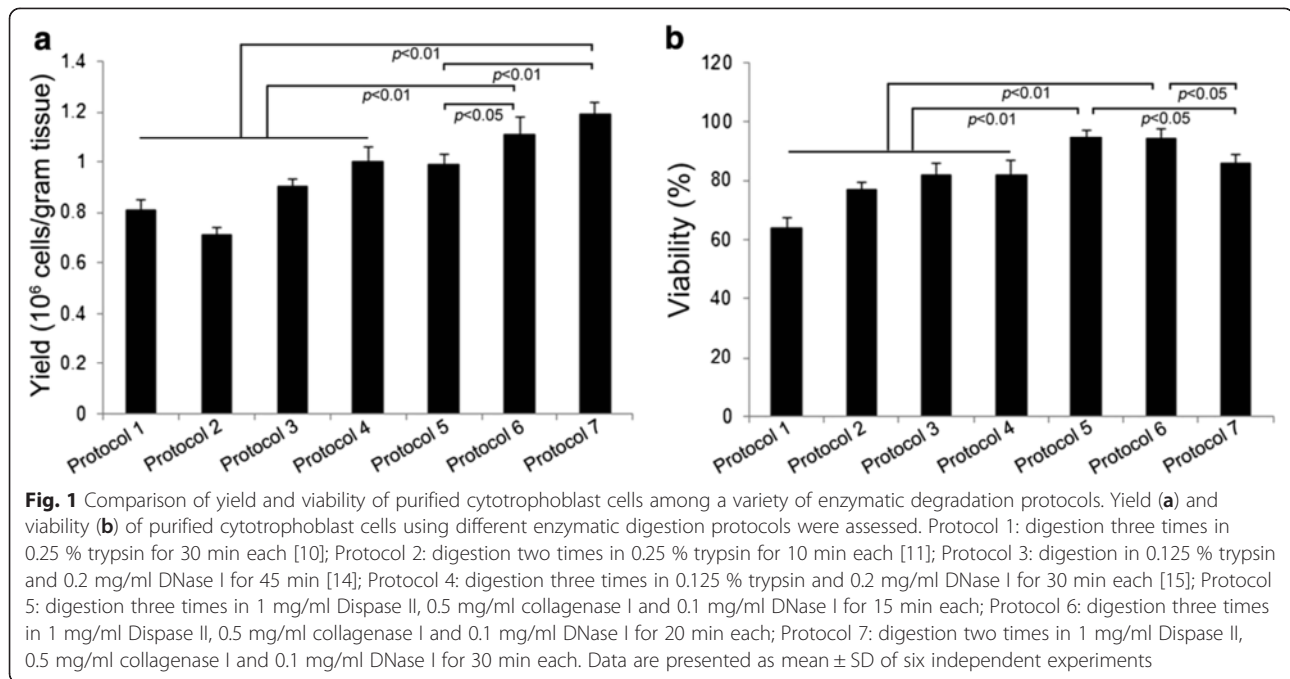 a
Yield (10⁶ cells/gram tissue)
1.4
1.2
1
0.8
0.6
0.4
0.2
0
p<0.01
p<0.01
p<0.01
p<0.05
Protocol 1
Protocol 2
Protocol 3
Protocol 4
Protocol 5
Protocol 6
Protocol 7
b
Viability (%)
120
100
80
60
40
20
0
p<0.01
p<0.05
p<0.01
p<0.05
Protocol 1
Protocol 2
Protocol 3
Protocol 4
Protocol 5
Protocol 6
Protocol 7
Fig. 1 Comparison of yield and viability of purified cytotrophoblast cells among a variety of enzymatic degradation protocols. Yield (a) and
viability (b) of purified cytotrophoblast cells using different enzymatic digestion protocols were assessed. Protocol 1: digestion three times in
0.25 % trypsin for 30 min each [10]; Protocol 2: digestion two times in 0.25 % trypsin for 10 min each [11]; Protocol 3: digestion in 0.125 % trypsin
and 0.2 mg/ml DNase I for 45 min [14]; Protocol 4: digestion three times in 0.125 % trypsin and 0.2 mg/ml DNase I for 30 min each [15]; Protocol
5: digestion three times in 1 mg/ml Dispase II, 0.5 mg/ml collagenase I and 0.1 mg/ml DNase I for 15 min each; Protocol 6: digestion three times
in 1 mg/ml Dispase II, 0.5 mg/ml collagenase I and 0.1 mg/ml DNase I for 20 min each; Protocol 7: digestion two times in 1 mg/ml Dispase II,
0.5 mg/ml collagenase I and 0.1 mg/ml DNase I for 30 min each. Data are presented as mean ± SD of six independent experiments